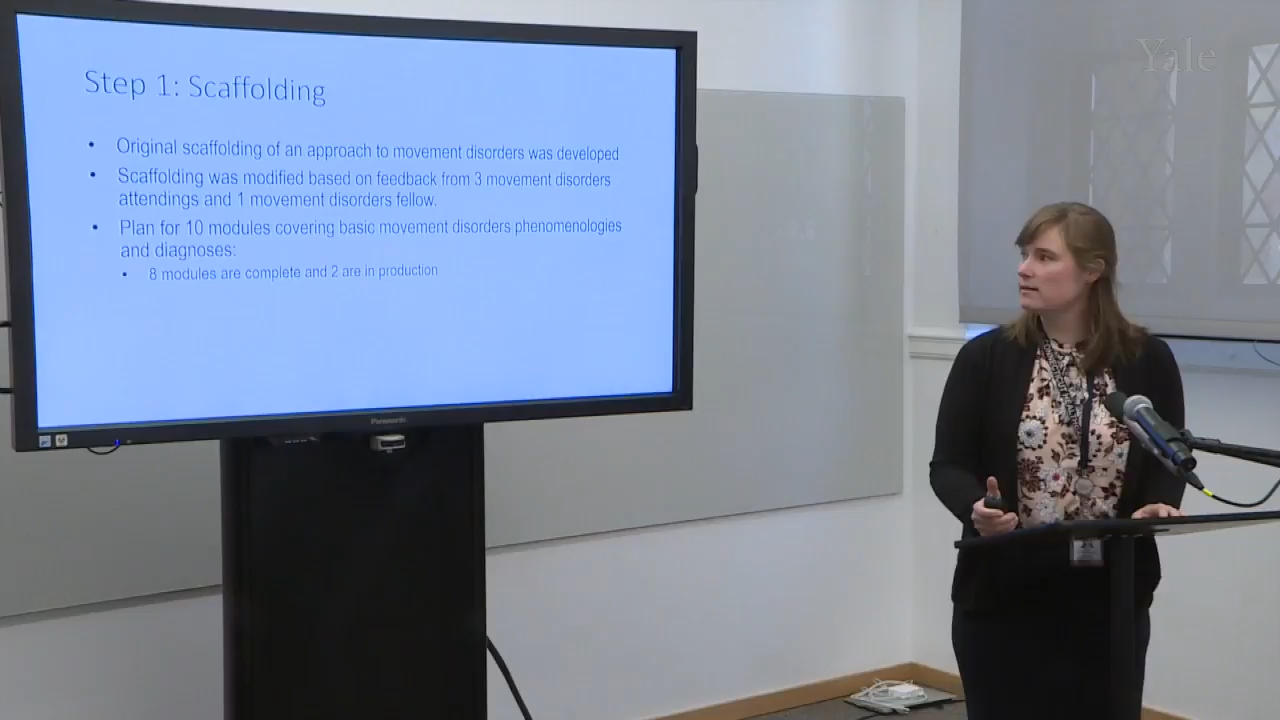 Step 1: Scaffolding
• Original scaffolding of an approach to movement disorders was developed
• Scaffolding was modified based on feedback from 3 movement disorders
attendings and 1 movement disorders fellow.
• Plan for 10 modules covering basic movement disorders phenomenologies
and diagnoses:
• 8 modules are complete and 2 are in production
Panasonic
Yale